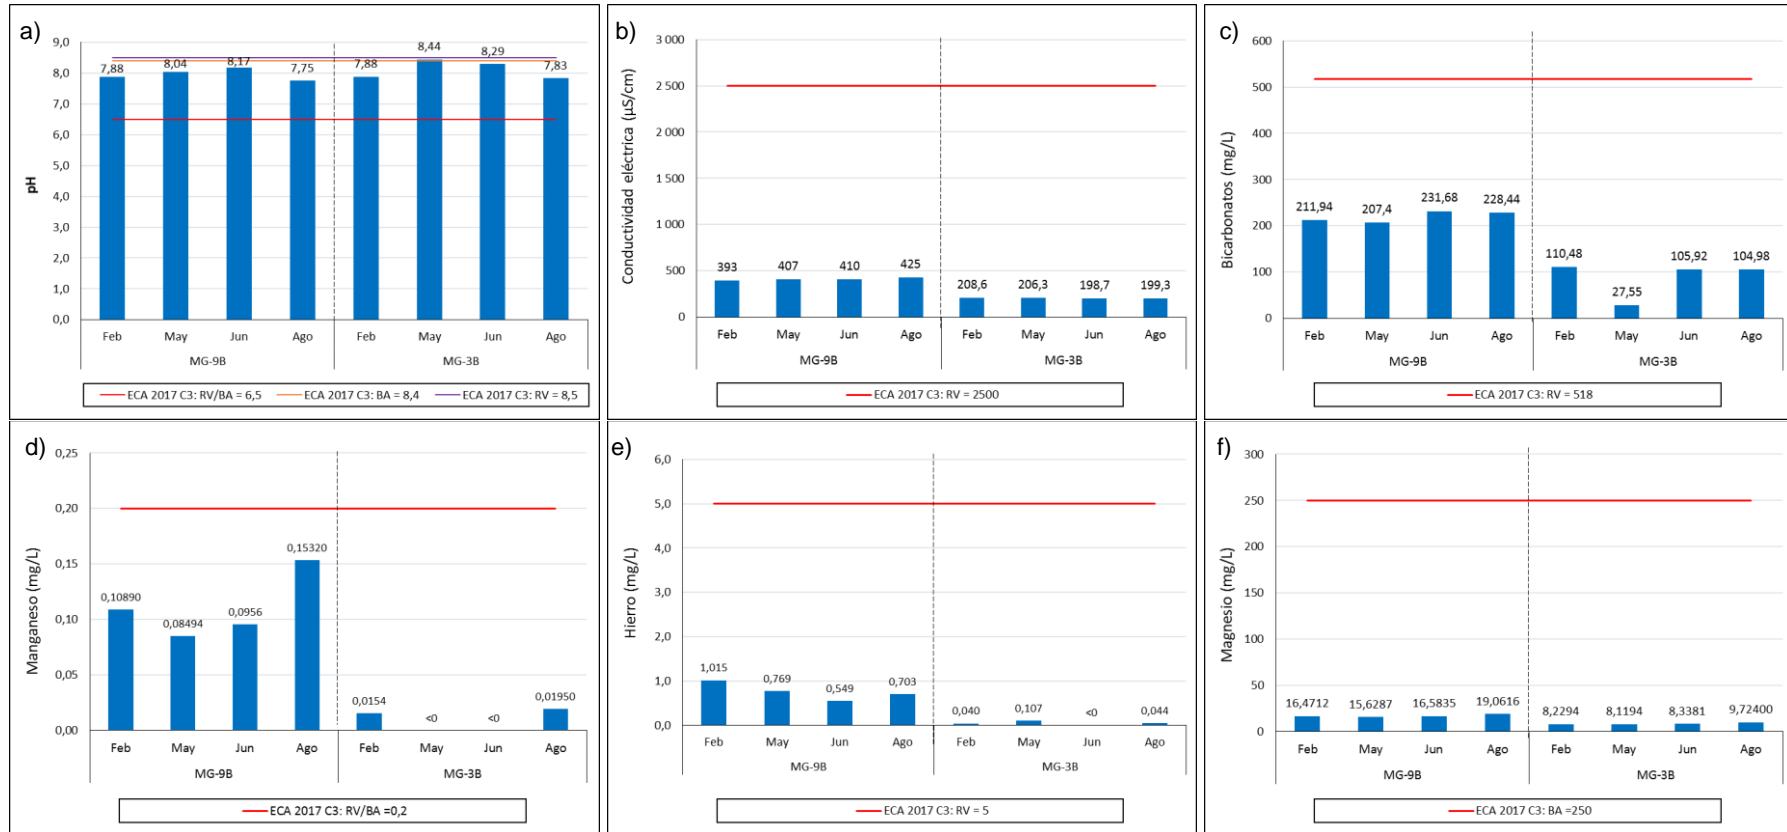 a)
9,0
8,0
7,0
6,0
5,0
4,0
3,0
2,0
1,0
0,0
pH
7,88
8,04
8,17
7,75
7,88
8,44
8,29
7,83
Feb May Jun Ago Feb May Jun Ago
MG-9B MG-3B
ECA 2017 C3: RV/BA = 6,5 ECA 2017 C3: BA = 8,4 ECA 2017 C3: RV = 8,5
b)
3 000
2 500
2 000
1 500
1 000
500
0
Conductividad eléctrica (µS/cm)
393 407 410 425 208,6 206,3 198,7 199,3
Feb May Jun Ago Feb May Jun Ago
MG-9B MG-3B
ECA 2017 C3: RV = 2500
c)
600
500
400
300
200
100
0
Bicarbonatos (mg/L)
211,94 207,4 231,68 228,44 110,48 27,55 105,92 104,98
Feb May Jun Ago Feb May Jun Ago
MG-9B MG-3B
ECA 2017 C3: RV = 518
d)
0,25
0,20
0,15
0,10
0,05
0,00
Manganeso (mg/L)
0,10890 0,08494 0,0956 0,15320 0,0154 <0 <0 0,01950
Feb May Jun Ago Feb May Jun Ago
MG-9B MG-3B
ECA 2017 C3: RV/BA =0,2
e)
6,0
5,0
4,0
3,0
2,0
1,0
0,0
Hierro (mg/L)
1,015 0,769 0,549 0,703 0,040 0,107 <0 0,044
Feb May Jun Ago Feb May Jun Ago
MG-9B MG-3B
ECA 2017 C3: RV = 5
f)
300
250
200
150
100
50
0
Magnesio (mg/L)
16,4712 15,6287 16,5835 19,0616 8,2294 8,1194 8,3381 9,72400
Feb May Jun Ago Feb May Jun Ago
MG-9B MG-3B
ECA 2017 C3: BA =250